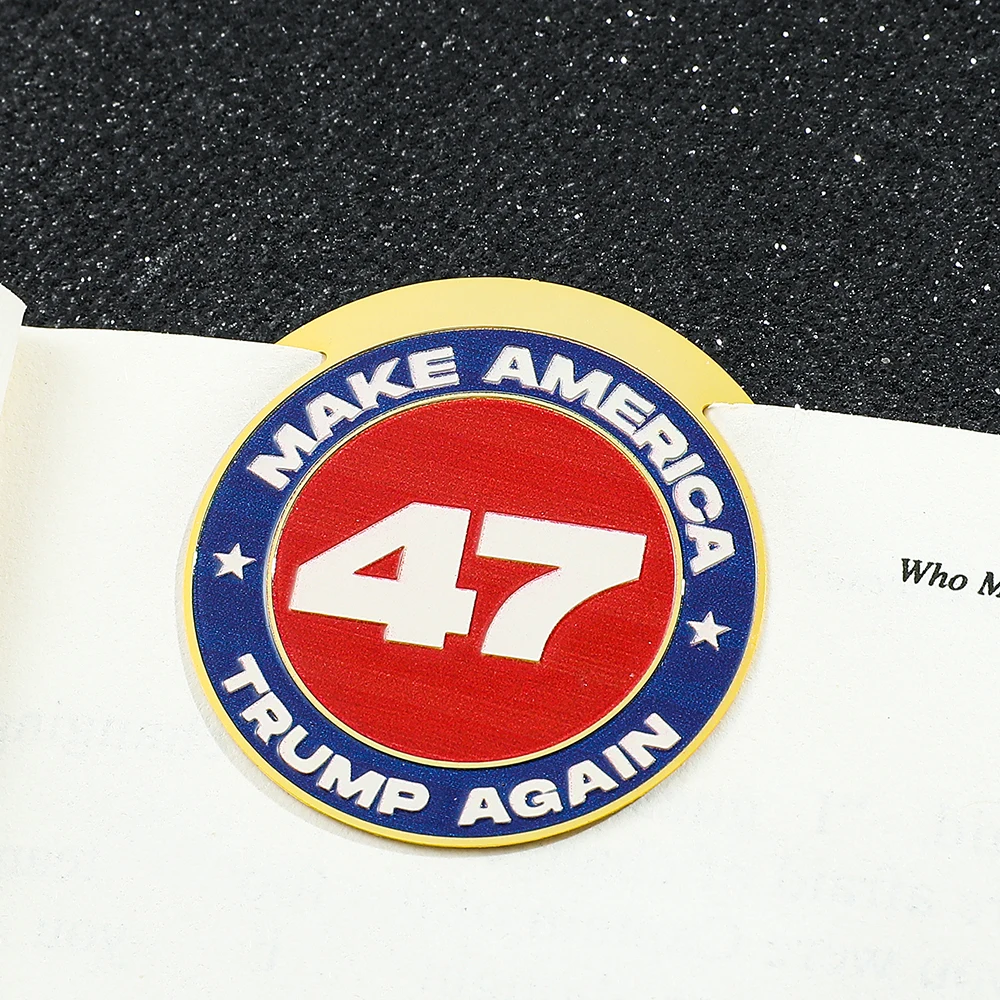 MAKE AMERICA
47
TRUMP AGAIN
Who